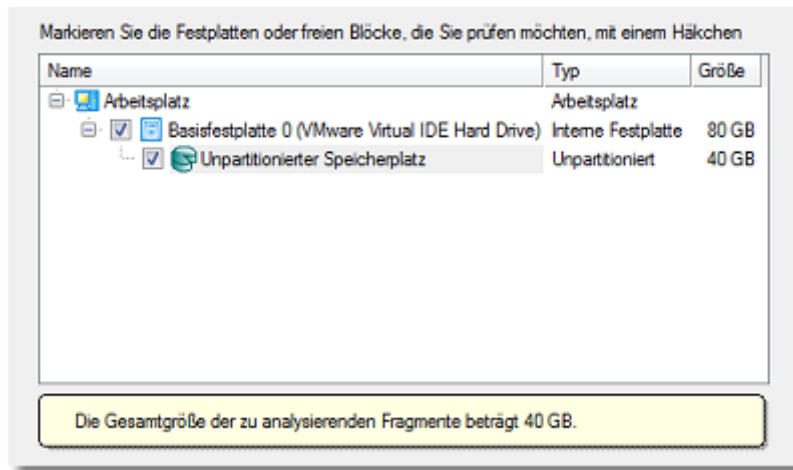 Markieren Sie die Festplatten oder freien Blöcke, die Sie prüfen möchten, mit einem Häkchen
Name Typ Größe
Arbeitsplatz Arbeitsplatz
Basisfestplatte 0 (VMware Virtual IDE Hard Drive) Interne Festplatte 80 GB
Unpartitionierter Speicherplatz Unpartitioniert 40 GB
Die Gesamtgröße der zu analysierenden Fragmente beträgt 40 GB.